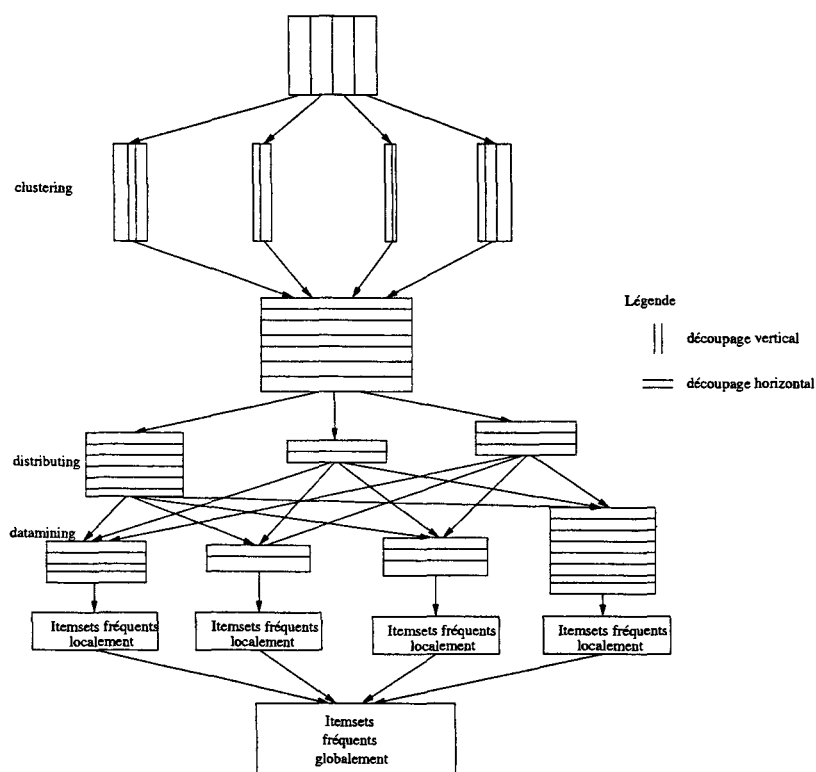 clustering
Légende
découpage vertical
découpage horizontal
distributing
datamining
Itemsets fréquents
localement
Itemsets fréquents
localement
Itemsets fréquents
localement
Itemsets fréquents
localement
Itemsets
fréquents
globalement